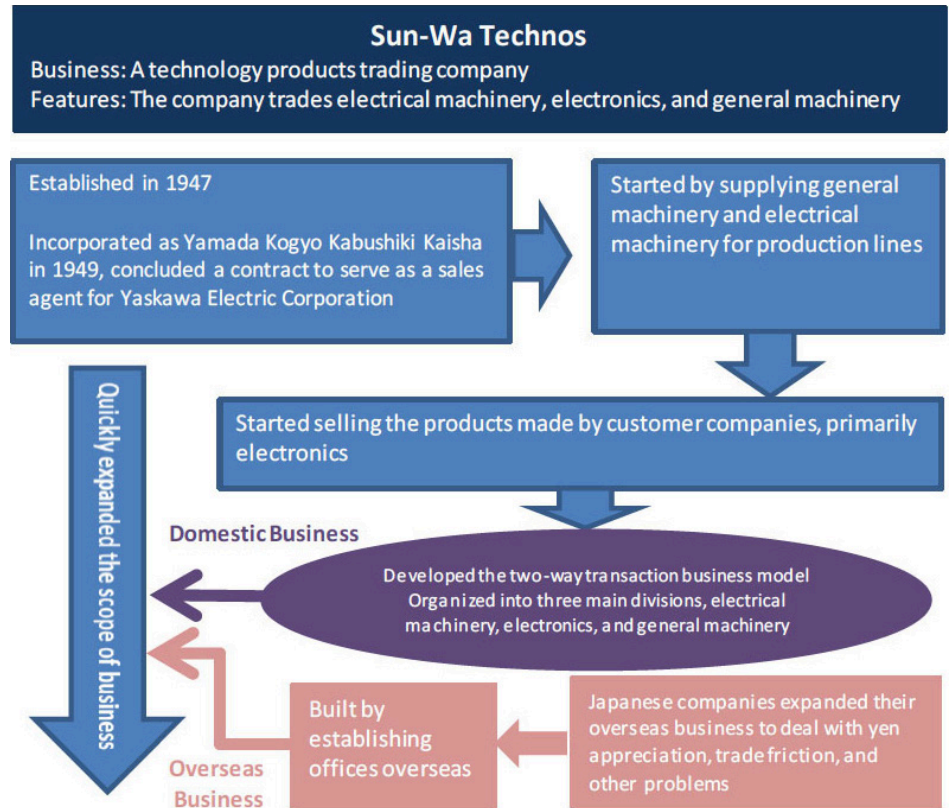 Sun-Wa Technos
Business: A technology products trading company
Features: The company trades electrical machinery, electronics, and general machinery
Established in 1947
Incorporated as Yamada Kogyo Kabushiki Kaisha
in 1949, concluded a contract to serve as a sales
agent for Yaskawa Electric Corporation
Started by supplying general
machinery and electrical
machinery for production lines
Quickly expanded the scope of business
Started selling the products made by customer companies, primarily
electronics
Domestic Business
Developed the two-way transaction business model
Organized into three main divisions, electrical
machinery, electronics, and general machinery
Built by
establishing
offices overseas
Japanese companies expanded their
overseas business to deal with yen
appreciation, trade friction, and
other problems
Overseas
Business